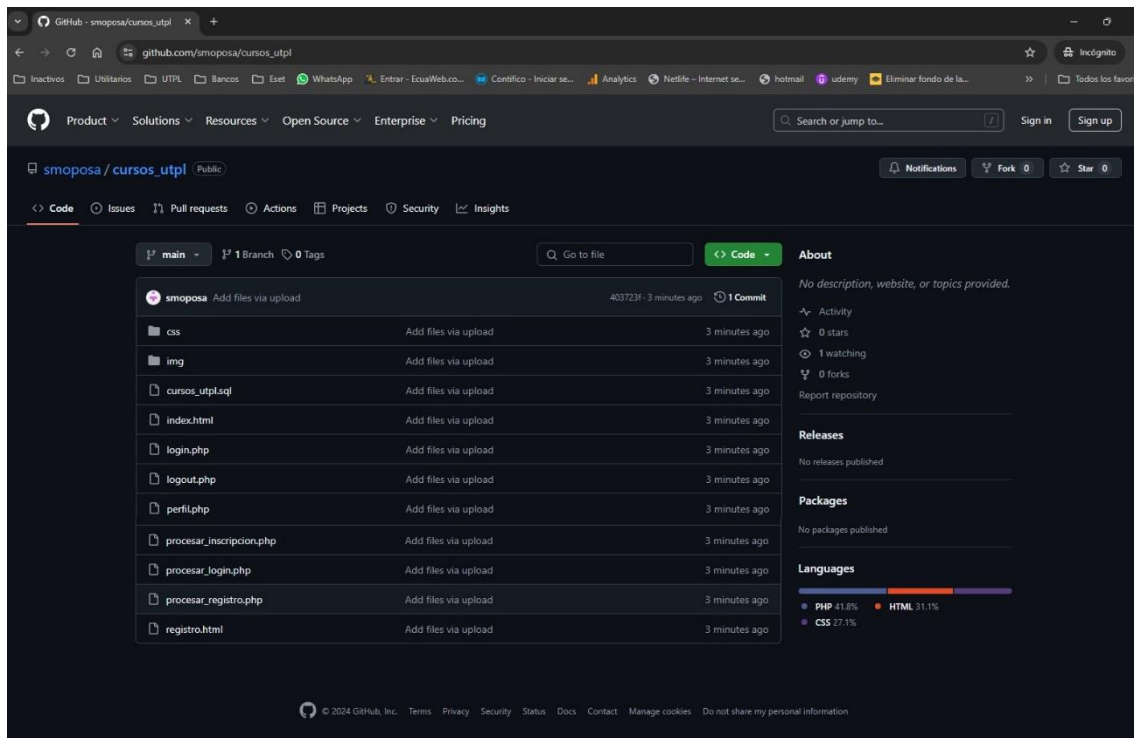 GitHub - smoposa/cursos_utpl
github.com/smoposa/cursos_utpl
Incógnito
Inactivos Utilitarios UTPL Bancos Eset WhatsApp Entrar - EcuaWeb.co... Contifico - Iniciar se... Analytics Netlife – Internet se... hotmail udemy Eliminar fondo de la... Todos los favor
Product Solutions Resources Open Source Enterprise Pricing Search or jump to... / Sign in Sign up
smoposa / cursos_utpl Public Notifications Fork 0 Star 0
Code Issues Pull requests Actions Projects Security Insights
main 1 Branch 0 Tags Go to file Code
smoposa Add files via upload 403723f · 3 minutes ago 1 Commit
css Add files via upload 3 minutes ago
img Add files via upload 3 minutes ago
cursos_utpl.sql Add files via upload 3 minutes ago
index.html Add files via upload 3 minutes ago
login.php Add files via upload 3 minutes ago
logout.php Add files via upload 3 minutes ago
perfil.php Add files via upload 3 minutes ago
procesar_inscripcion.php Add files via upload 3 minutes ago
procesar_login.php Add files via upload 3 minutes ago
procesar_registro.php Add files via upload 3 minutes ago
registro.html Add files via upload 3 minutes ago
About
No description, website, or topics provided.
Activity
0 stars
1 watching
0 forks
Report repository
Releases
No releases published
Packages
No packages published
Languages
PHP 41.8% HTML 31.1%
CSS 27.1%
© 2024 GitHub, Inc. Terms Privacy Security Status Docs Contact Manage cookies Do not share my personal information